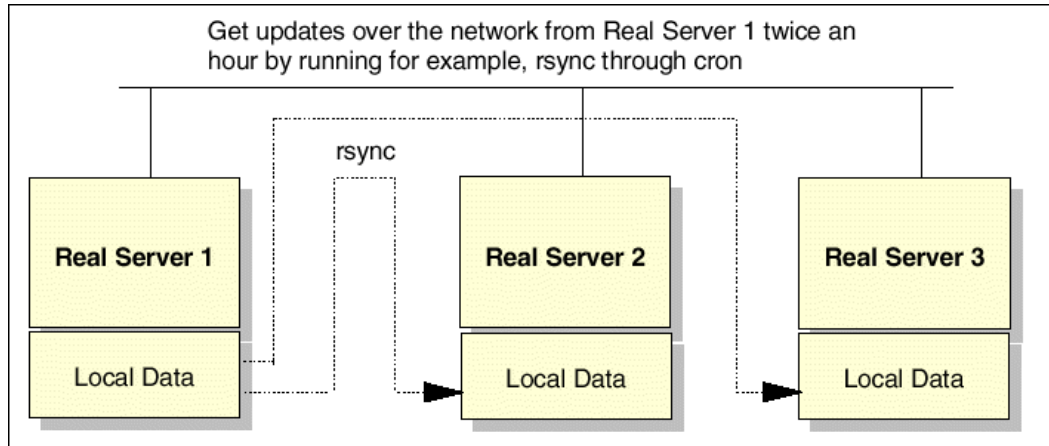 Get updates over the network from Real Server 1 twice an
hour by running for example, rsync through cron
rsync
Real Server 1
Real Server 2
Real Server 3
Local Data
Local Data
Local Data